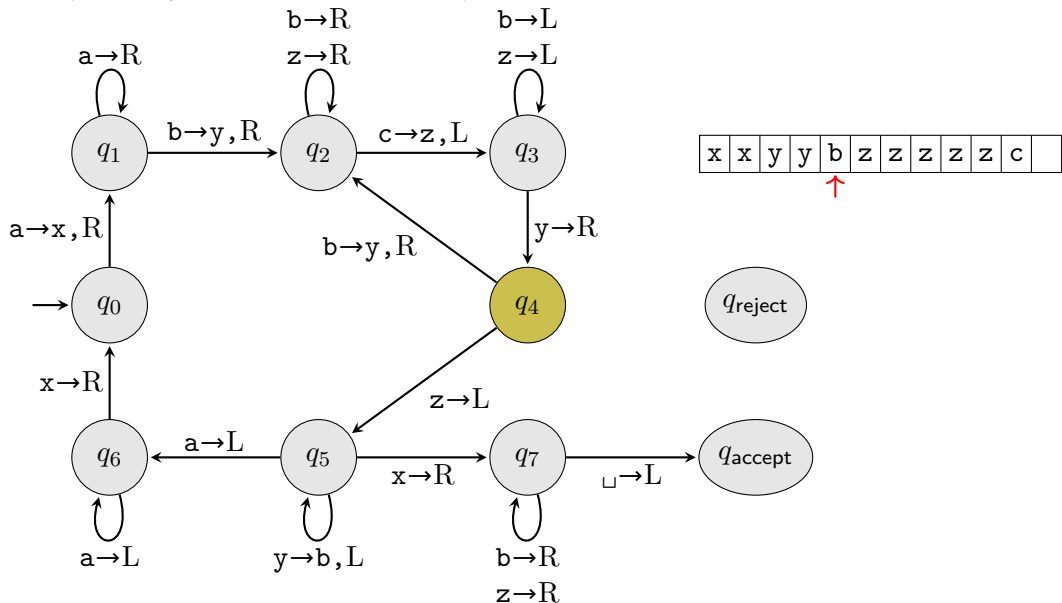 b→R
z→R
b→L
z→L
a→R
q1
b→y,R
q2
c→z,L
q3
x x y y b z z z z z c
a→x,R
b→y,R
y→R
q0
q4
qreject
x→R
z→L
q6
a→L
q5
x→R
q7
␣→L
qaccept
a→L
y→b,L
b→R
z→R